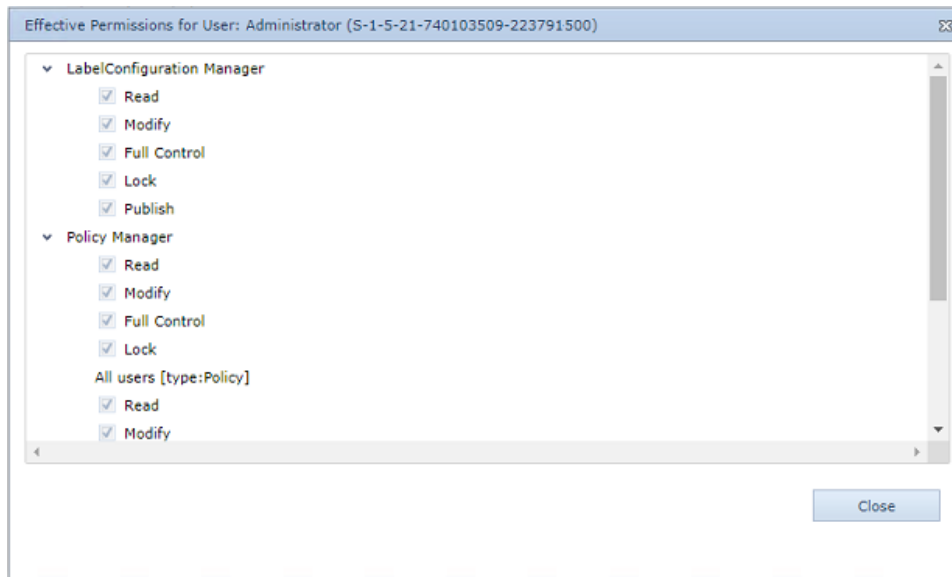 Effective Permissions for User: Administrator (S-1-5-21-740103509-223791500)
LabelConfiguration Manager
Read
Modify
Full Control
Lock
Publish
Policy Manager
Read
Modify
Full Control
Lock
All users [type:Policy]
Read
Modify
Close